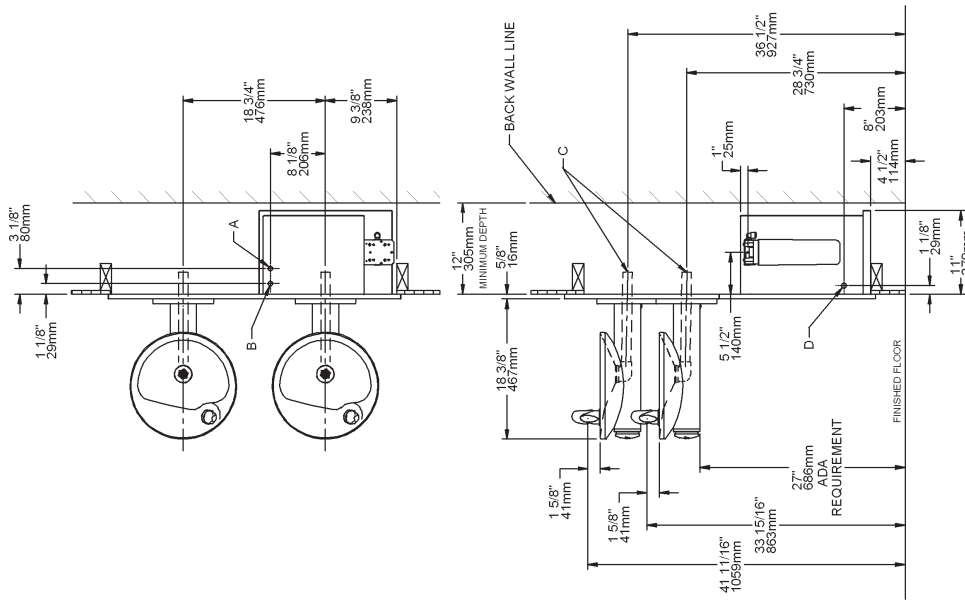 3 1/8"
80mm
1 1/8"
29mm
A
B
18 3/4"
476mm
8 1/8"
206mm
9 3/8"
238mm
12"
305mm
MINIMUM DEPTH
5/8"
16mm
18 3/8"
467mm
BACK WALL LINE
C
36 1/2"
927mm
28 3/4"
730mm
1"
25mm
8"
203mm
4 1/2"
114mm
5 1/2"
140mm
D
1 1/8"
29mm
11"
FINISHED FLOOR
1 5/8"
41mm
1 5/8"
41mm
27"
686mm
ADA
REQUIREMENT
33 15/16"
863mm
41 11/16"
1059mm